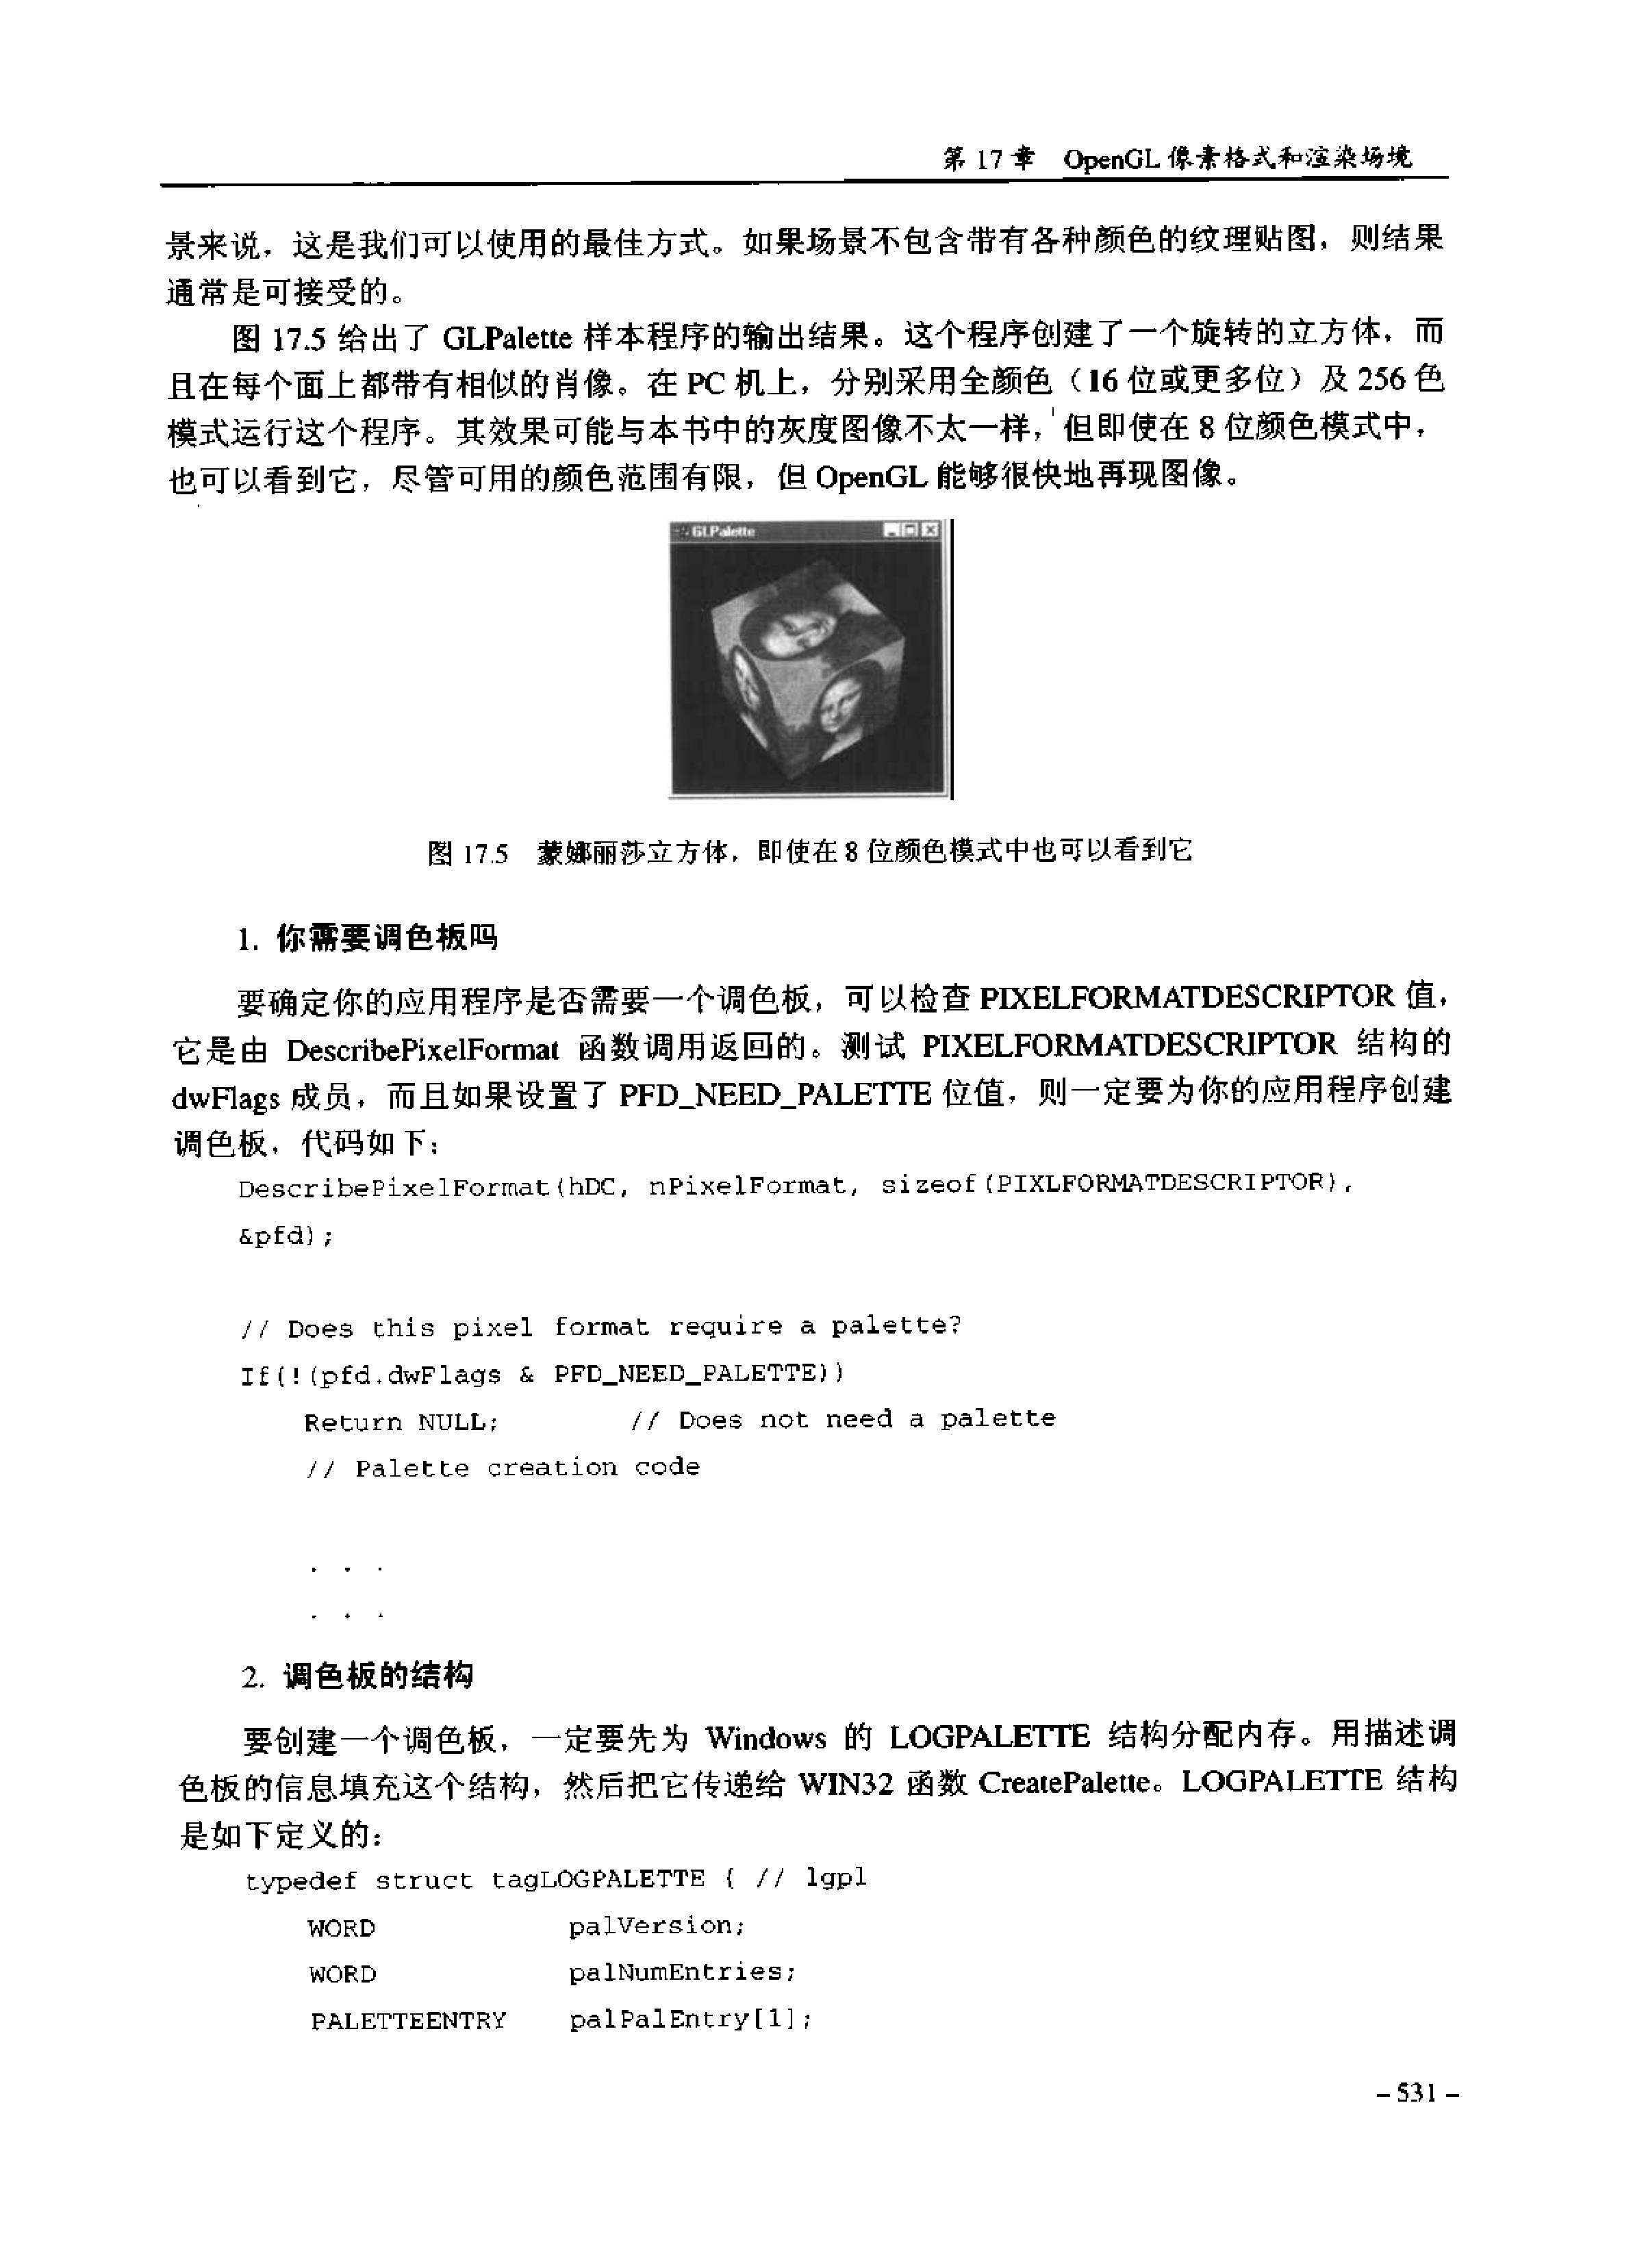 第 17 章 OpenGL 像素格式和渲染场境
景来说，这是我们可以使用的最佳方式。如果场景不包含带有各种颜色的纹理贴图，则结果
通常是可接受的。
图 17.5 给出了 GLPalette 样本程序的输出结果。这个程序创建了一个旋转的立方体，而
且在每个面上都带有相似的肖像。在 PC 机上，分别采用全颜色（16 位或更多位）及 256 色
模式运行这个程序。其效果可能与本书中的灰度图像不太一样，但即使在 8 位颜色模式中，
也可以看到它，尽管可用的颜色范围有限，但 OpenGL 能够很快地再现图像。
GLPalette
图 17.5 蒙娜丽莎立方体，即使在 8 位颜色模式中也可以看到它
1. 你需要调色板吗
要确定你的应用程序是否需要一个调色板，可以检查 PIXELFORMATDESCRIPTOR 值，
它是由 DescribePixelFormat 函数调用返回的。测试 PIXELFORMATDESCRIPTOR 结构的
dwFlags 成员，而且如果设置了 PFD_NEED_PALETTE 位值，则一定要为你的应用程序创建
调色板，代码如下：
DescribePixelFormat(hDC, nPixelFormat, sizeof(PIXLFORMATDESCRIPTOR),
&pfd);
// Does this pixel format require a palette?
If(!(pfd.dwFlags & PFD_NEED_PALETTE))
Return NULL; // Does not need a palette
// Palette creation code
. . .
. . .
2. 调色板的结构
要创建一个调色板，一定要先为 Windows 的 LOGPALETTE 结构分配内存。用描述调
色板的信息填充这个结构，然后把它传递给 WIN32 函数 CreatePalette。LOGPALETTE 结构
是如下定义的：
typedef struct tagLOGPALETTE { // lgpl
WORD palVersion;
WORD palNumEntries;
PALETTEENTRY palPalEntry[1];
– 531 –